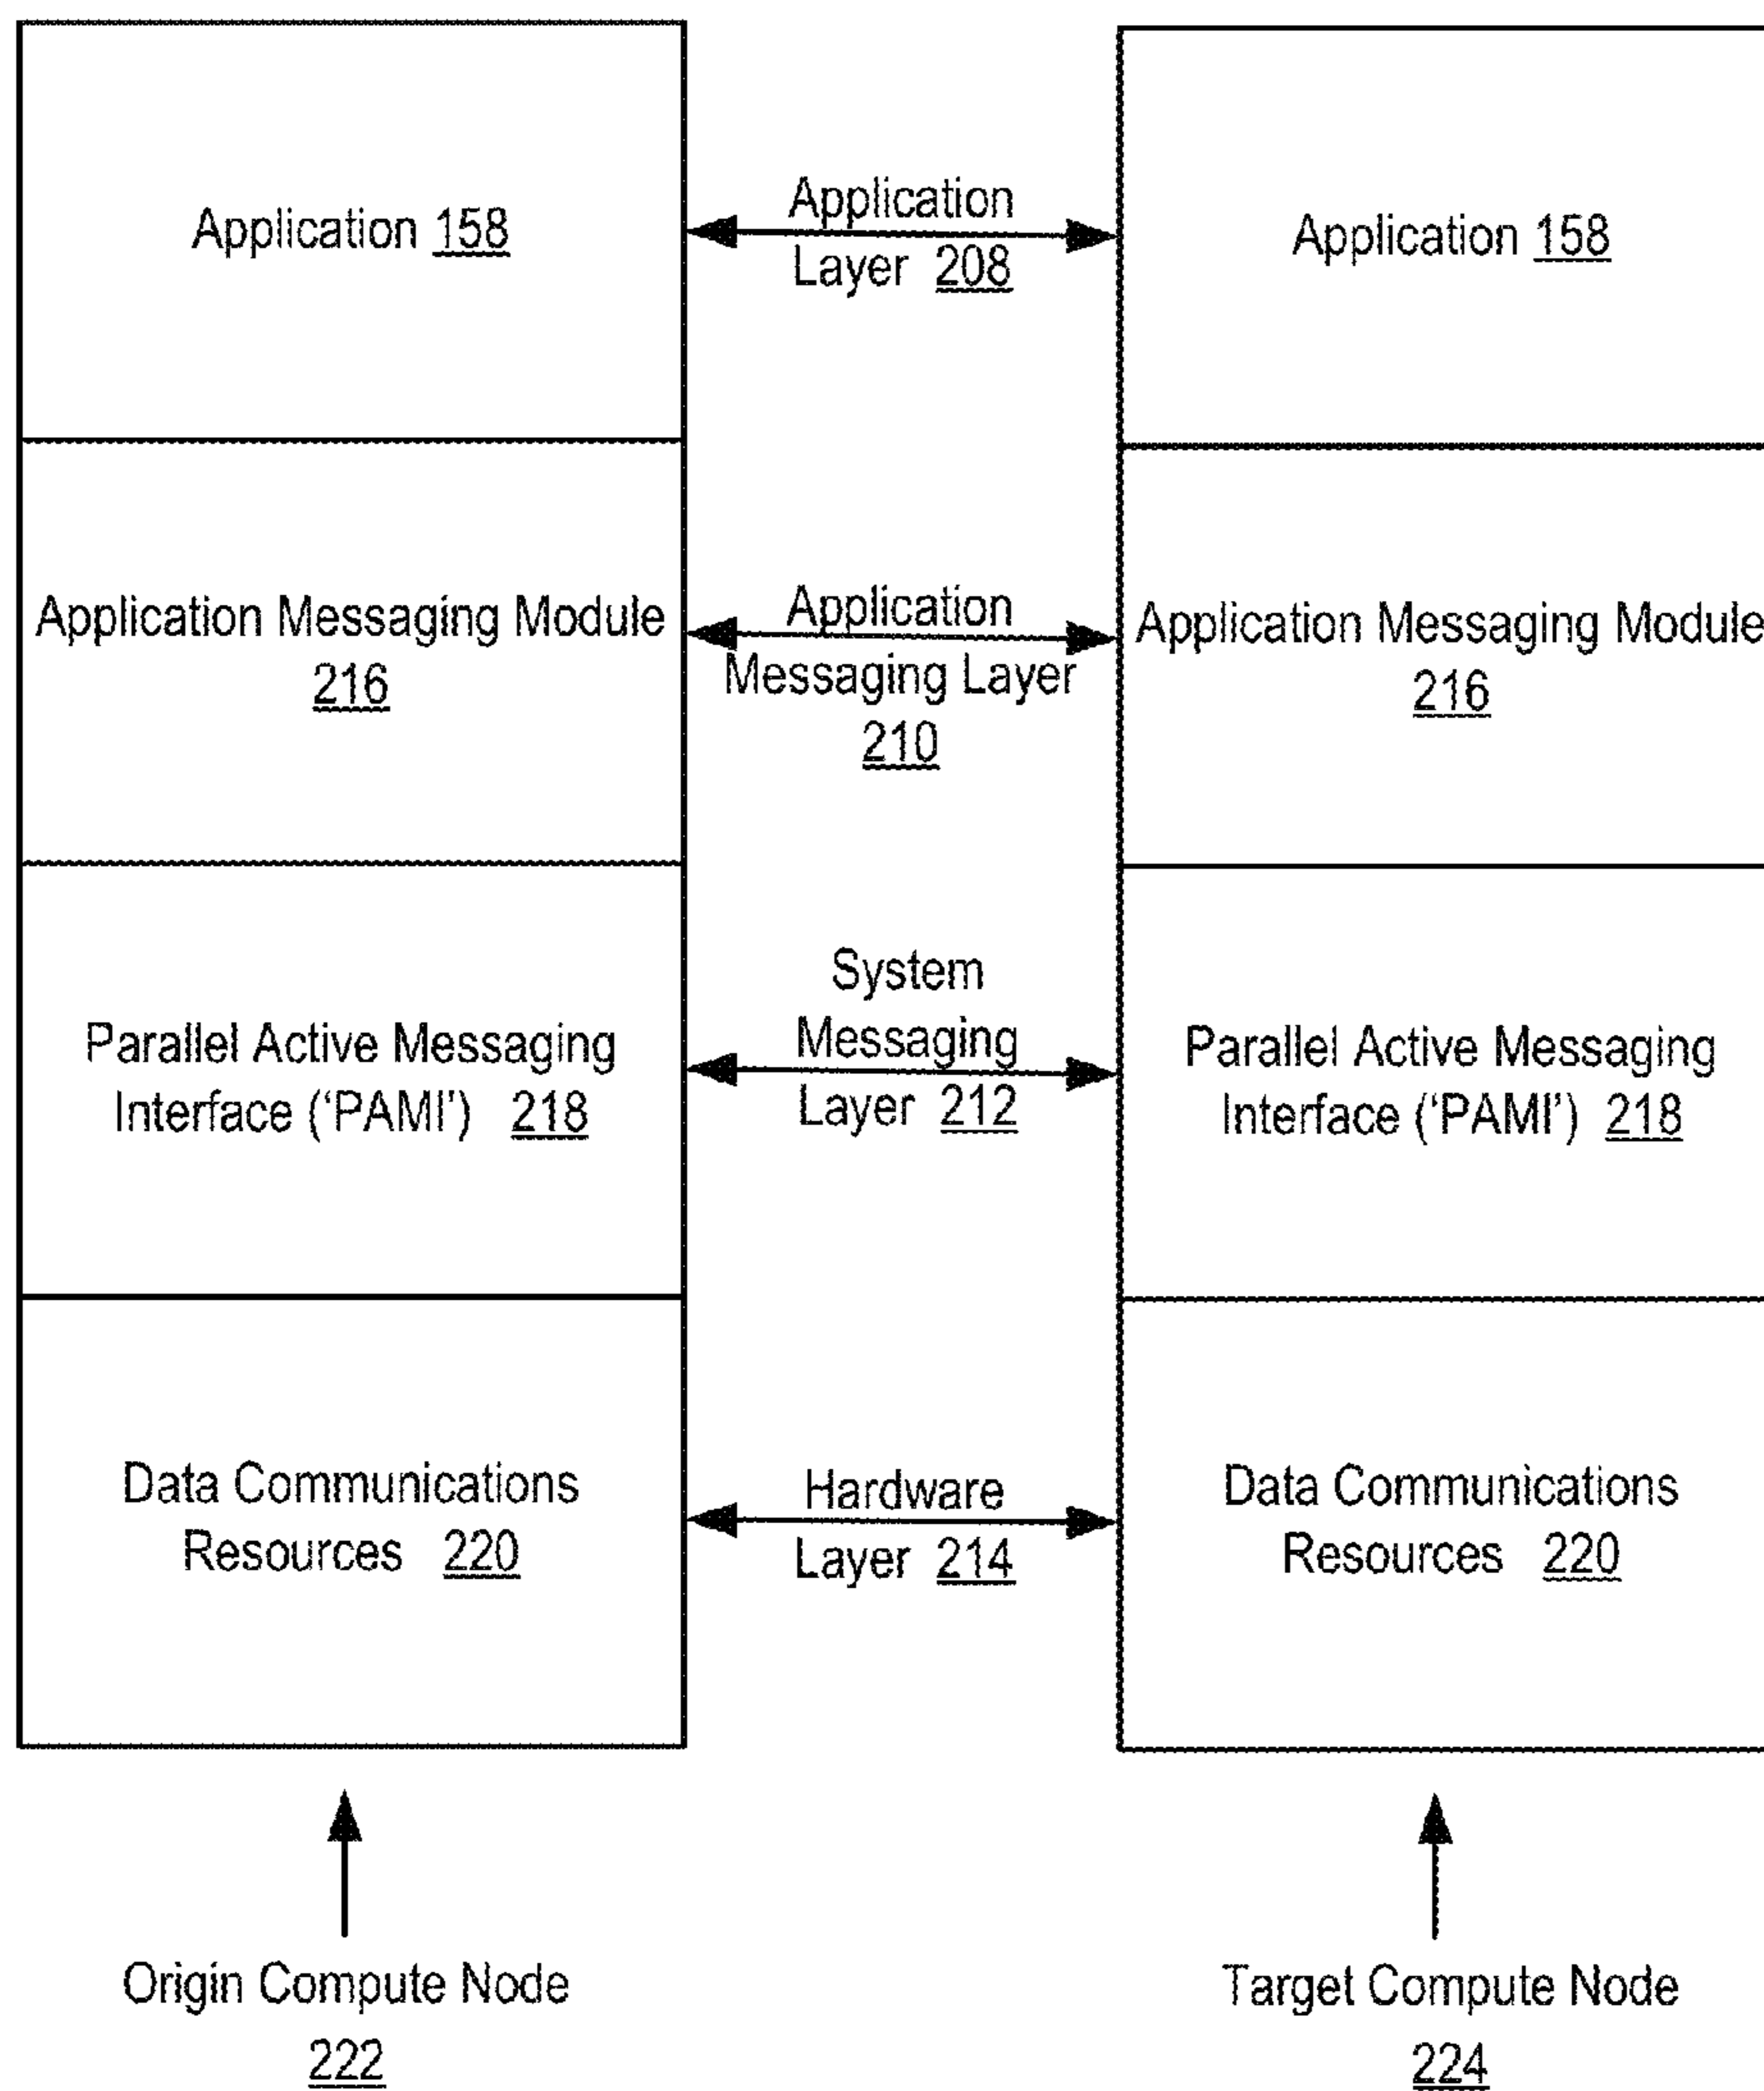 Application 158
Application
Layer 208
Application 158
Application Messaging Module
216
Application
Messaging Layer
210
Application Messaging Module
216
Parallel Active Messaging
Interface (‘PAMI’) 218
System
Messaging
Layer 212
Parallel Active Messaging
Interface (‘PAMI’) 218
Data Communications
Resources 220
Hardware
Layer 214
Data Communications
Resources 220
Origin Compute Node
222
Target Compute Node
224